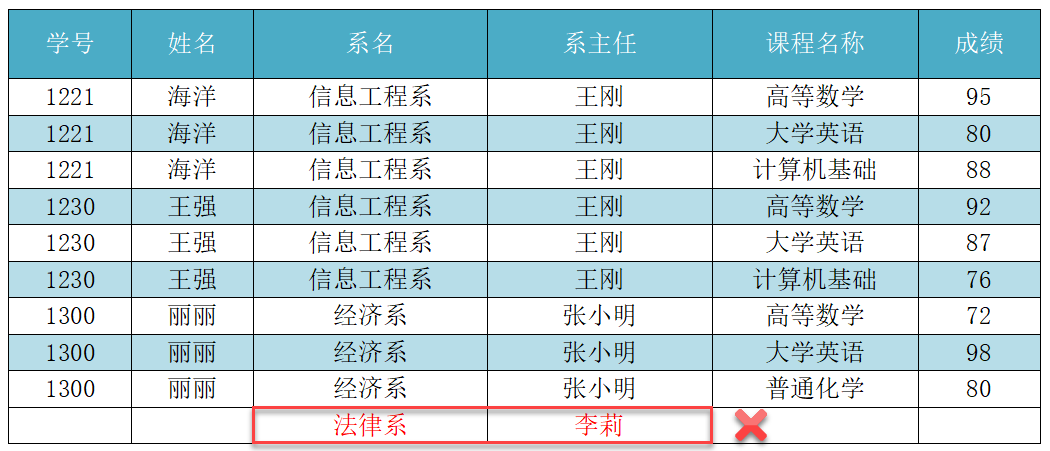 学号 姓名 系名 系主任 课程名称 成绩
1221 海洋 信息工程系 王刚 高等数学 95
1221 海洋 信息工程系 王刚 大学英语 80
1221 海洋 信息工程系 王刚 计算机基础 88
1230 王强 信息工程系 王刚 高等数学 92
1230 王强 信息工程系 王刚 大学英语 87
1230 王强 信息工程系 王刚 计算机基础 76
1300 丽丽 经济系 张小明 高等数学 72
1300 丽丽 经济系 张小明 大学英语 98
1300 丽丽 经济系 张小明 普通化学 80
法律系 李莉